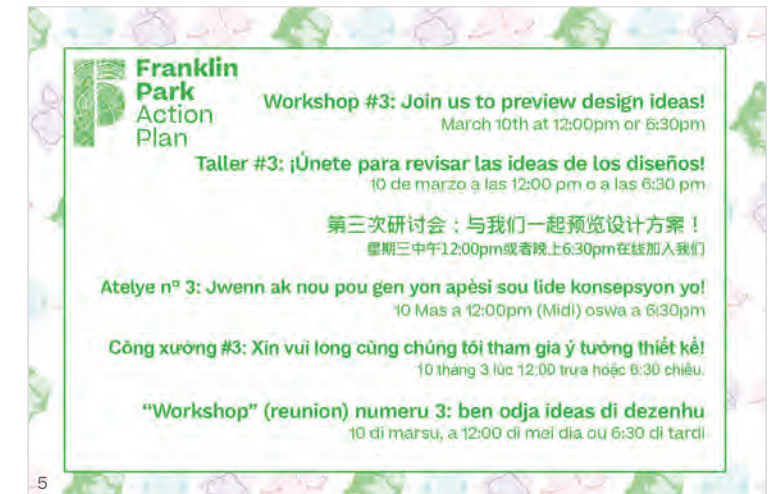 Franklin
Park
Action
Plan
Workshop #3: Join us to preview design ideas!
March 10th at 12:00pm or 6:30pm
Taller #3: ¡Únete para revisar las ideas de los diseños!
10 de marzo a las 12:00 pm o a las 6:30 pm
第三次研讨会：与我们一起预览设计方案！
星期三中午12:00pm或者晚上6:30pm在线加入我们
Atelye nº 3: Jwenn ak nou pou gen yon apèsi sou lide konsepsyon yo!
10 Mas a 12:00pm (Midi) oswa a 6:30pm
Công xưởng #3: Xin vui long cùng chúng tôi tham gia ý tưởng thiết kế!
10 tháng 3 lúc 12:00 trưa hoặc 6:30 chiều.
"Workshop" (reunion) numeru 3: ben odja ideas di dezenhu
10 di marsu, a 12:00 di mei dia ou 6:30 di tardi
5